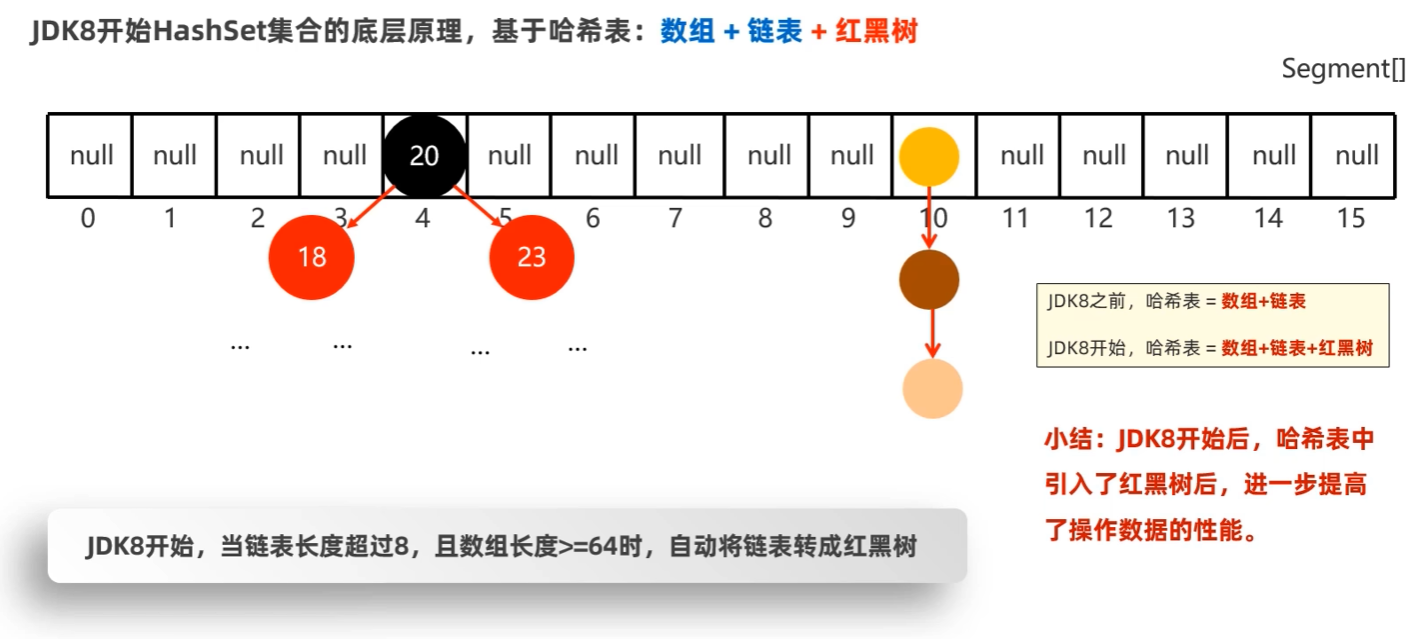 JDK8开始HashSet集合的底层原理，基于哈希表：数组 + 链表 + 红黑树
Segment[]
null null null null 20 null null null null null null null null null null
0 1 2 3 4 5 6 7 8 9 10 11 12 13 14 15
18 23
... ... ... ...
JDK8之前，哈希表 = 数组+链表
JDK8开始，哈希表 = 数组+链表+红黑树
小结：JDK8开始后，哈希表中
引入了红黑树后，进一步提高
了操作数据的性能。
JDK8开始，当链表长度超过8，且数组长度>=64时，自动将链表转成红黑树